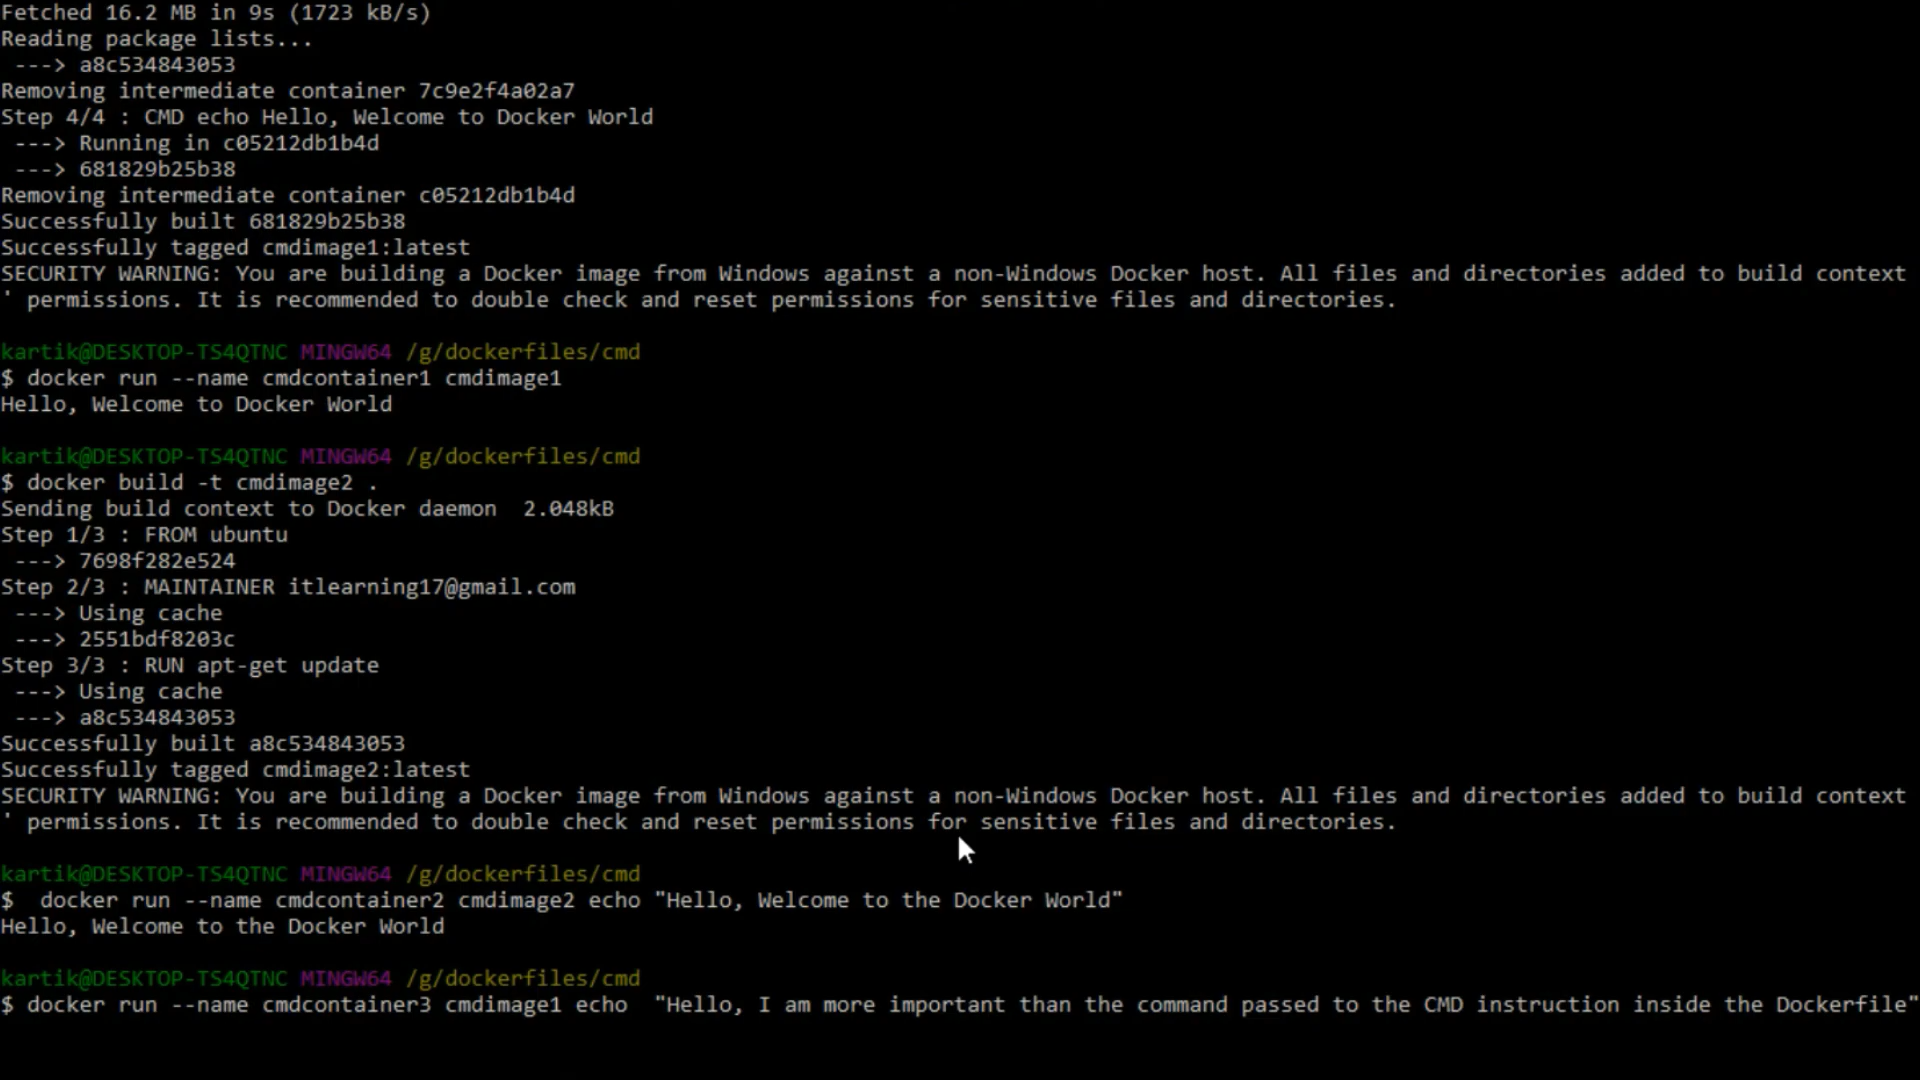 Fetched 16.2 MB in 9s (1723 kB/s)
Reading package lists...
 ---> a8c534843053
Removing intermediate container 7c9e2f4a02a7
Step 4/4 : CMD echo Hello, Welcome to Docker World
 ---> Running in c05212db1b4d
 ---> 681829b25b38
Removing intermediate container c05212db1b4d
Successfully built 681829b25b38
Successfully tagged cmdimage1:latest
SECURITY WARNING: You are building a Docker image from Windows against a non-Windows Docker host. All files and directories added to build context
' permissions. It is recommended to double check and reset permissions for sensitive files and directories.
kartik@DESKTOP-TS4QTNC MINGW64 /g/dockerfiles/cmd
$ docker run --name cmdcontainer1 cmdimage1
Hello, Welcome to Docker World
kartik@DESKTOP-TS4QTNC MINGW64 /g/dockerfiles/cmd
$ docker build -t cmdimage2 .
Sending build context to Docker daemon  2.048kB
Step 1/3 : FROM ubuntu
 ---> 7698f282e524
Step 2/3 : MAINTAINER itlearning17@gmail.com
 ---> Using cache
 ---> 2551bdf8203c
Step 3/3 : RUN apt-get update
 ---> Using cache
 ---> a8c534843053
Successfully built a8c534843053
Successfully tagged cmdimage2:latest
SECURITY WARNING: You are building a Docker image from Windows against a non-Windows Docker host. All files and directories added to build context
' permissions. It is recommended to double check and reset permissions for sensitive files and directories.
kartik@DESKTOP-TS4QTNC MINGW64 /g/dockerfiles/cmd
$  docker run --name cmdcontainer2 cmdimage2 echo "Hello, Welcome to the Docker World"
Hello, Welcome to the Docker World
kartik@DESKTOP-TS4QTNC MINGW64 /g/dockerfiles/cmd
$ docker run --name cmdcontainer3 cmdimage1 echo  "Hello, I am more important than the command passed to the CMD instruction inside the Dockerfile"